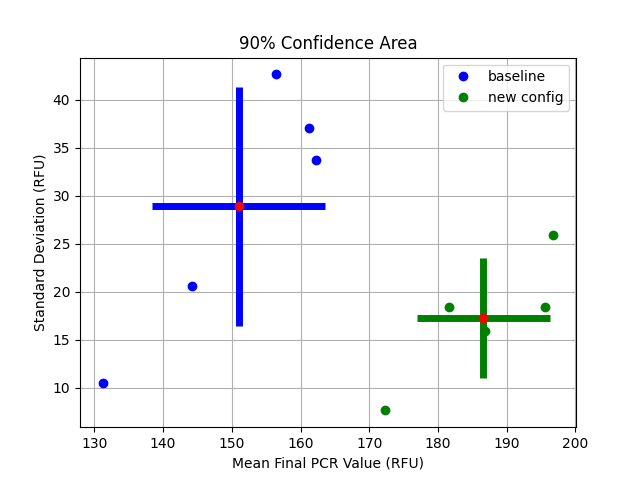 90% Confidence Area
baseline
new config
40
35
30
25
20
15
10
Standard Deviation (RFU)
130 140 150 160 170 180 190 200
Mean Final PCR Value (RFU)